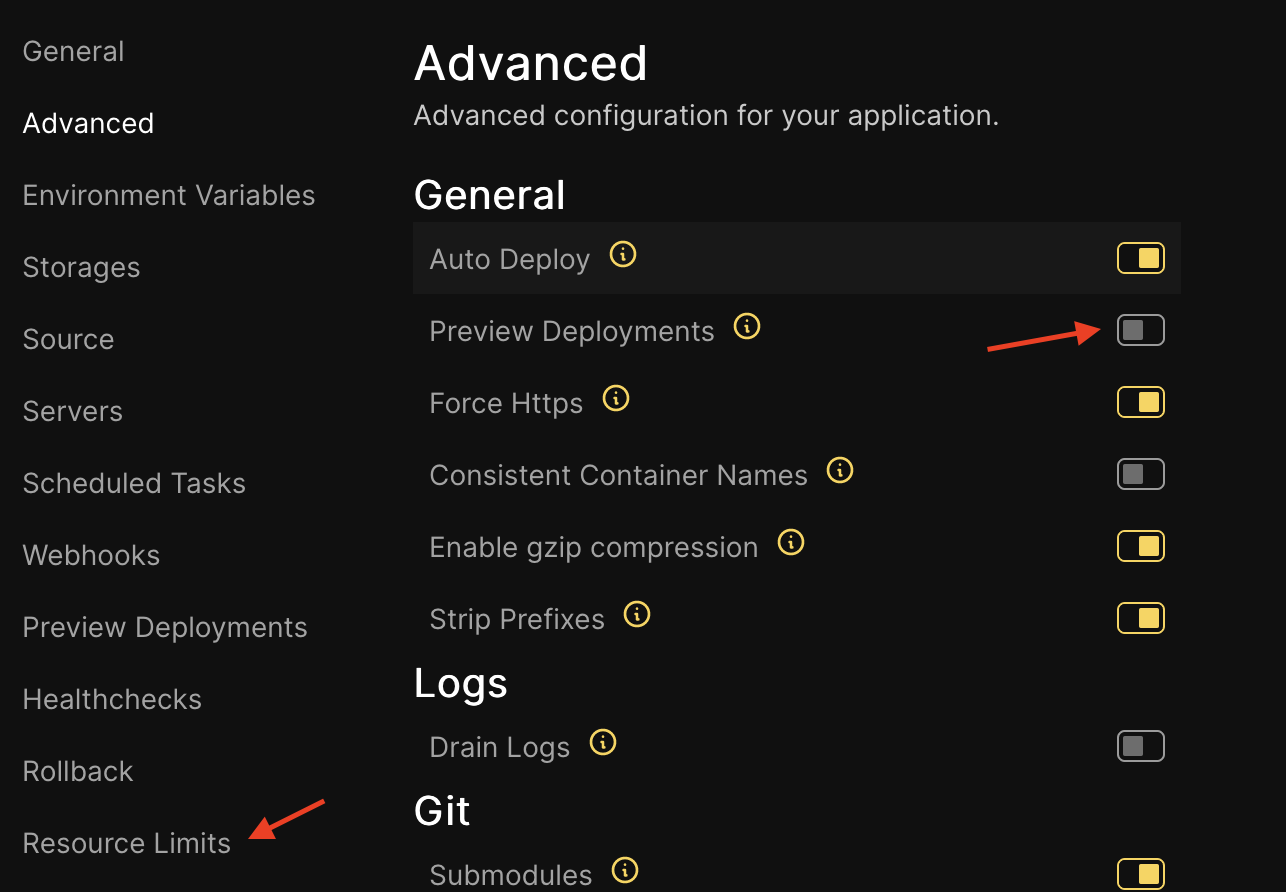 General
Advanced
Environment Variables
Storages
Source
Servers
Scheduled Tasks
Webhooks
Preview Deployments
Healthchecks
Rollback
Resource Limits
Advanced
Advanced configuration for your application.
General
Auto Deploy
Preview Deployments
Force Https
Consistent Container Names
Enable gzip compression
Strip Prefixes
Logs
Drain Logs
Git
Submodules